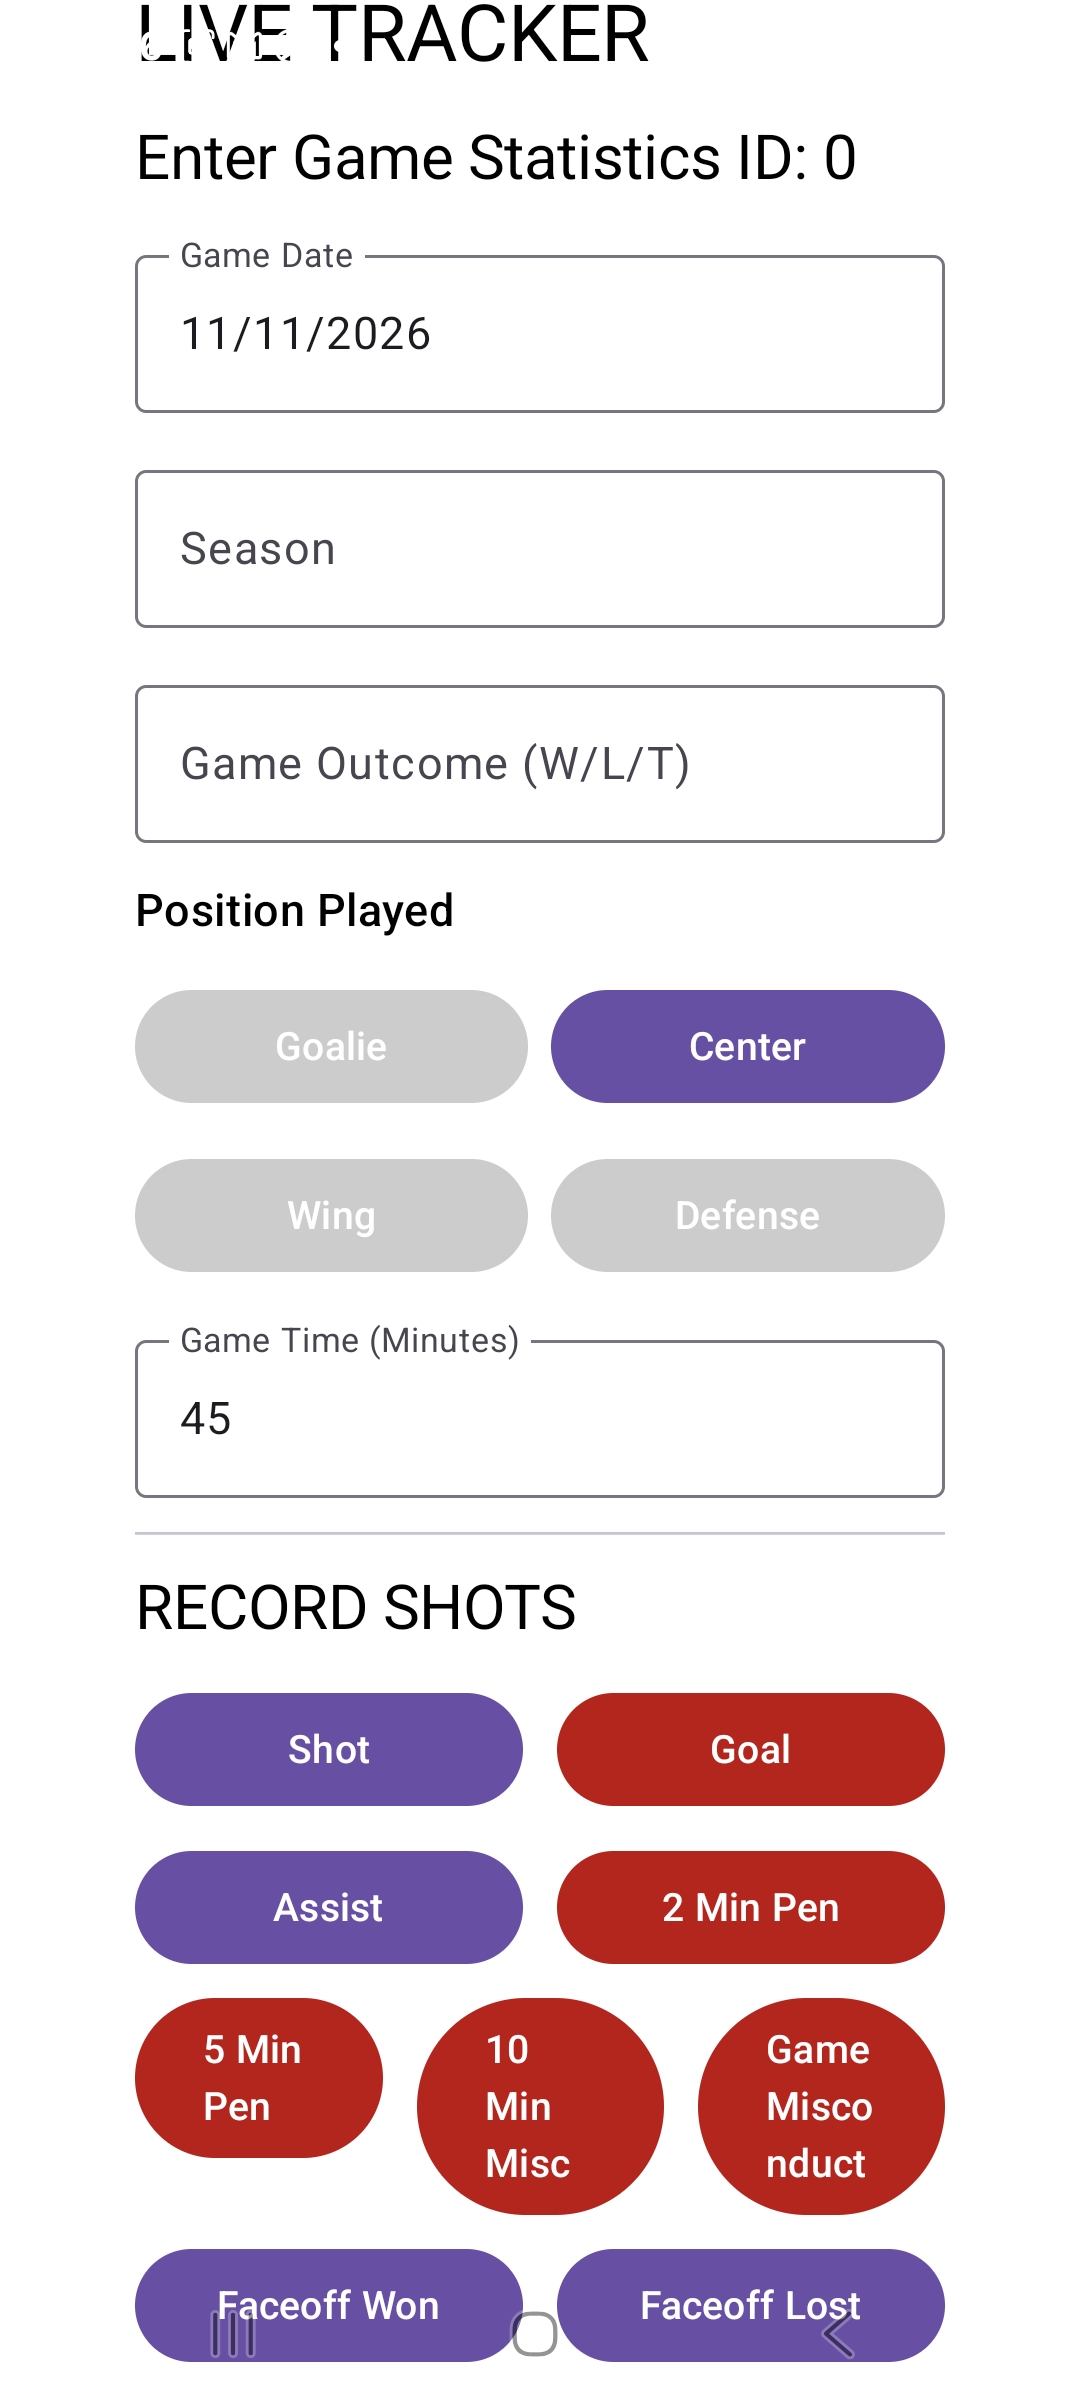 LIVE TRACKER
Enter Game Statistics ID: 0
Game Date
11/11/2026
Season
Game Outcome (W/L/T)
Position Played
Goalie
Center
Wing
Defense
Game Time (Minutes)
45
RECORD SHOTS
Shot
Goal
Assist
2 Min Pen
5 Min
Pen
10
Min
Misc
Game
Misco
nduct
Faceoff Won
Faceoff Lost